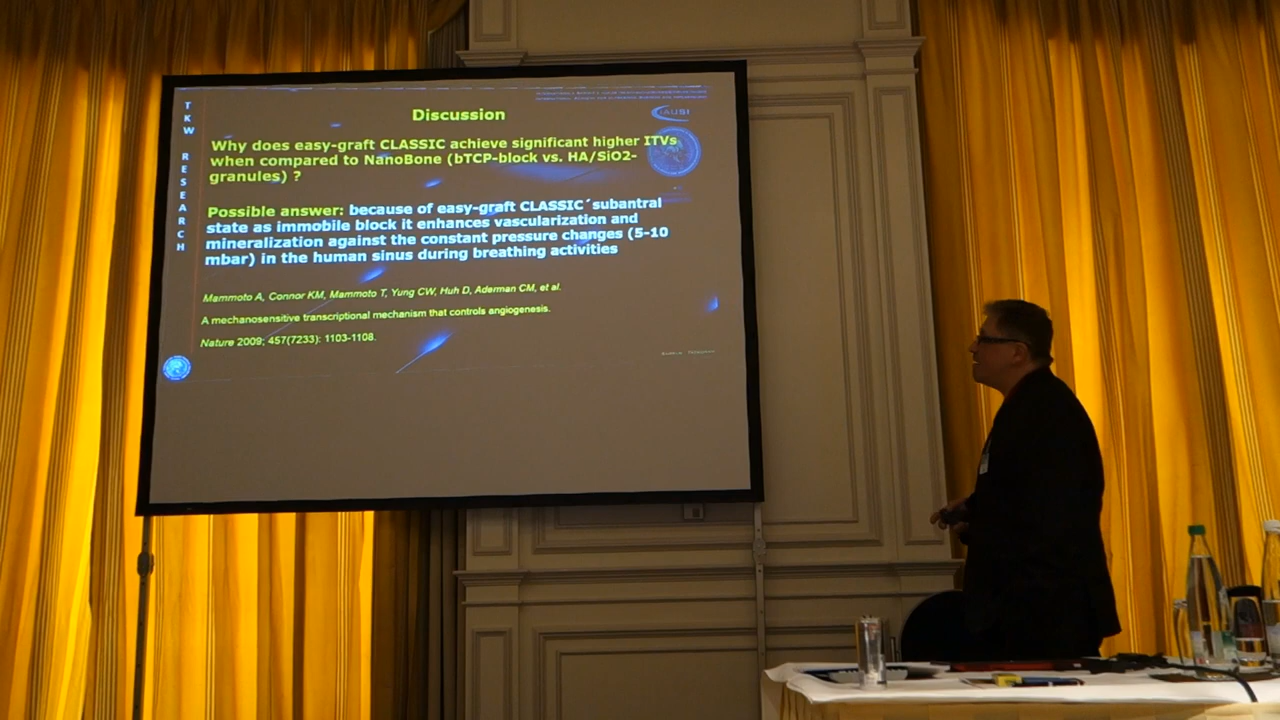 TKW RESEARCH
IAUSI
Discussion
Why does easy-graft CLASSIC achieve significant higher ITVs
when compared to NanoBone (bTCP-block vs. HA/SiO2-
granules) ?
Possible answer: because of easy-graft CLASSIC´subantral
state as immobile block it enhances vascularization and
mineralization against the constant pressure changes (5-10
mbar) in the human sinus during breathing activities
Mammoto A, Connor KM, Mammoto T, Yung CW, Huh D, Aderman CM, et al.
A mechanosensitive transcriptional mechanism that controls angiogenesis.
Nature 2009; 457(7233): 1103-1108.